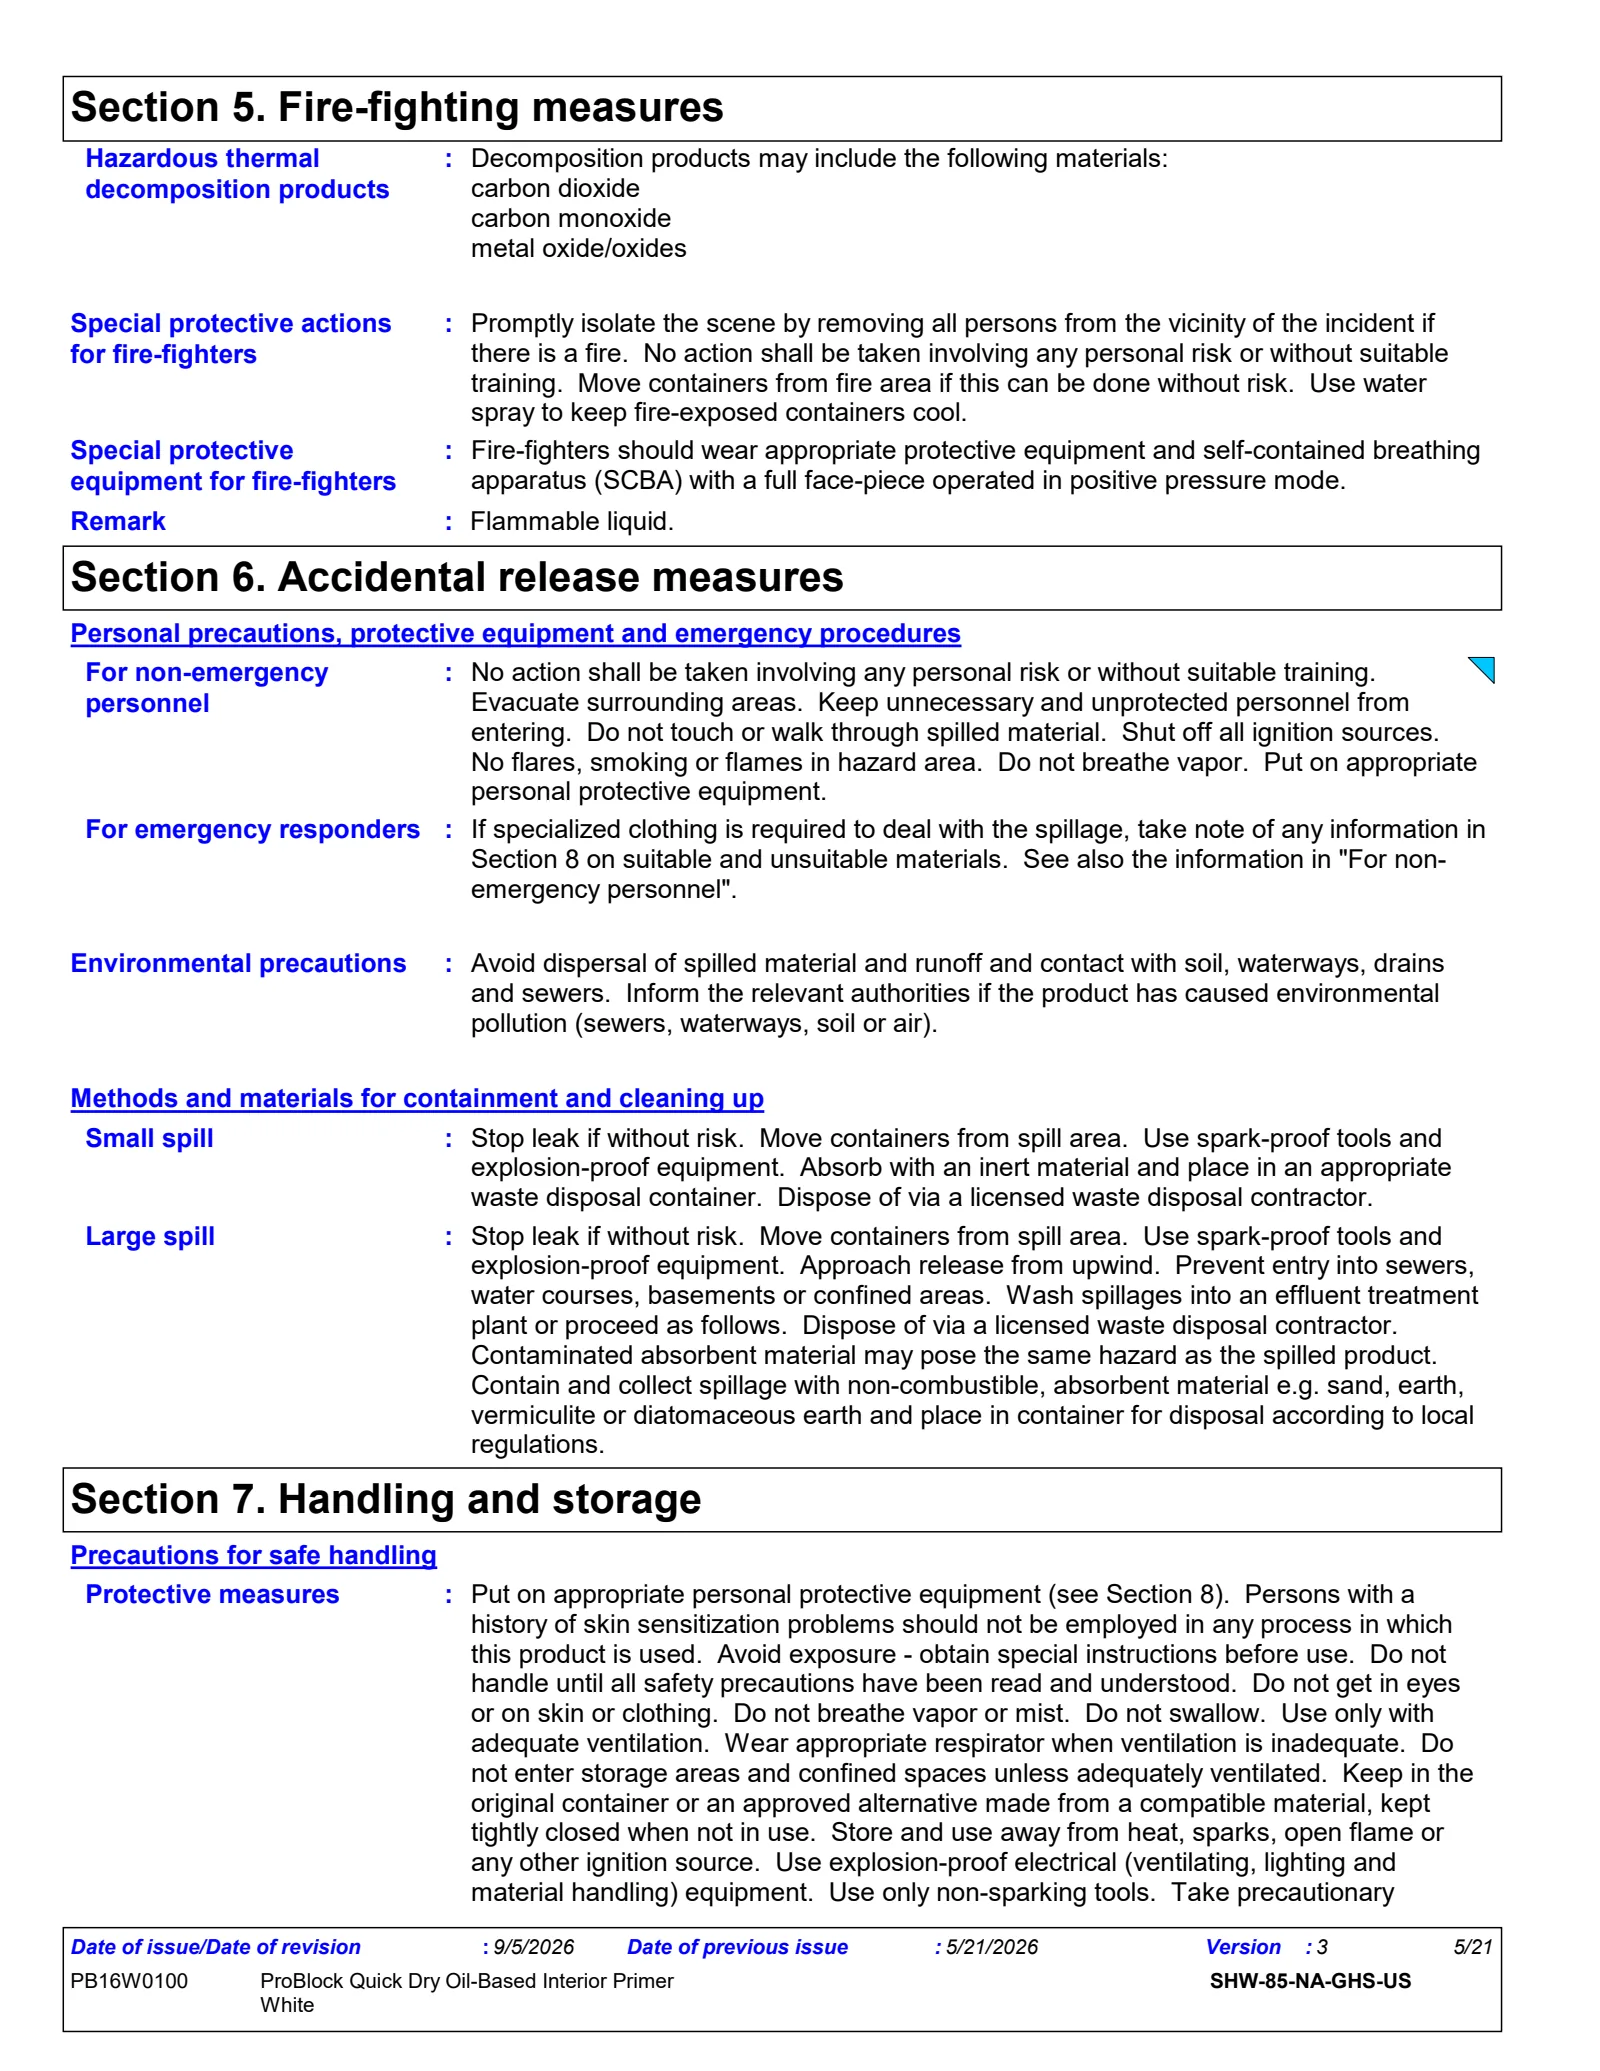 Section 5. Fire-fighting measures
Hazardous thermal decomposition products : Decomposition products may include the following materials:
carbon dioxide
carbon monoxide
metal oxide/oxides
Special protective actions for fire-fighters : Promptly isolate the scene by removing all persons from the vicinity of the incident if
there is a fire.  No action shall be taken involving any personal risk or without suitable
training.  Move containers from fire area if this can be done without risk.  Use water
spray to keep fire-exposed containers cool.
Special protective equipment for fire-fighters : Fire-fighters should wear appropriate protective equipment and self-contained breathing
apparatus (SCBA) with a full face-piece operated in positive pressure mode.
Remark : Flammable liquid.
Section 6. Accidental release measures
Personal precautions, protective equipment and emergency procedures
For non-emergency personnel : No action shall be taken involving any personal risk or without suitable training.
Evacuate surrounding areas.  Keep unnecessary and unprotected personnel from
entering.  Do not touch or walk through spilled material.  Shut off all ignition sources.
No flares, smoking or flames in hazard area.  Do not breathe vapor.  Put on appropriate
personal protective equipment.
For emergency responders : If specialized clothing is required to deal with the spillage, take note of any information in
Section 8 on suitable and unsuitable materials.  See also the information in "For non-
emergency personnel".
Environmental precautions : Avoid dispersal of spilled material and runoff and contact with soil, waterways, drains
and sewers.  Inform the relevant authorities if the product has caused environmental
pollution (sewers, waterways, soil or air).
Methods and materials for containment and cleaning up
Small spill : Stop leak if without risk.  Move containers from spill area.  Use spark-proof tools and
explosion-proof equipment.  Absorb with an inert material and place in an appropriate
waste disposal container.  Dispose of via a licensed waste disposal contractor.
Large spill : Stop leak if without risk.  Move containers from spill area.  Use spark-proof tools and
explosion-proof equipment.  Approach release from upwind.  Prevent entry into sewers,
water courses, basements or confined areas.  Wash spillages into an effluent treatment
plant or proceed as follows.  Dispose of via a licensed waste disposal contractor.
Contaminated absorbent material may pose the same hazard as the spilled product.
Contain and collect spillage with non-combustible, absorbent material e.g. sand, earth,
vermiculite or diatomaceous earth and place in container for disposal according to local
regulations.
Section 7. Handling and storage
Precautions for safe handling
Protective measures : Put on appropriate personal protective equipment (see Section 8).  Persons with a
history of skin sensitization problems should not be employed in any process in which
this product is used.  Avoid exposure - obtain special instructions before use.  Do not
handle until all safety precautions have been read and understood.  Do not get in eyes
or on skin or clothing.  Do not breathe vapor or mist.  Do not swallow.  Use only with
adequate ventilation.  Wear appropriate respirator when ventilation is inadequate.  Do
not enter storage areas and confined spaces unless adequately ventilated.  Keep in the
original container or an approved alternative made from a compatible material, kept
tightly closed when not in use.  Store and use away from heat, sparks, open flame or
any other ignition source.  Use explosion-proof electrical (ventilating, lighting and
material handling) equipment.  Use only non-sparking tools.  Take precautionary
Date of issue/Date of revision : 9/5/2026 Date of previous issue : 5/21/2026 Version : 3 5/21
PB16W0100 ProBlock Quick Dry Oil-Based Interior Primer SHW-85-NA-GHS-US
White